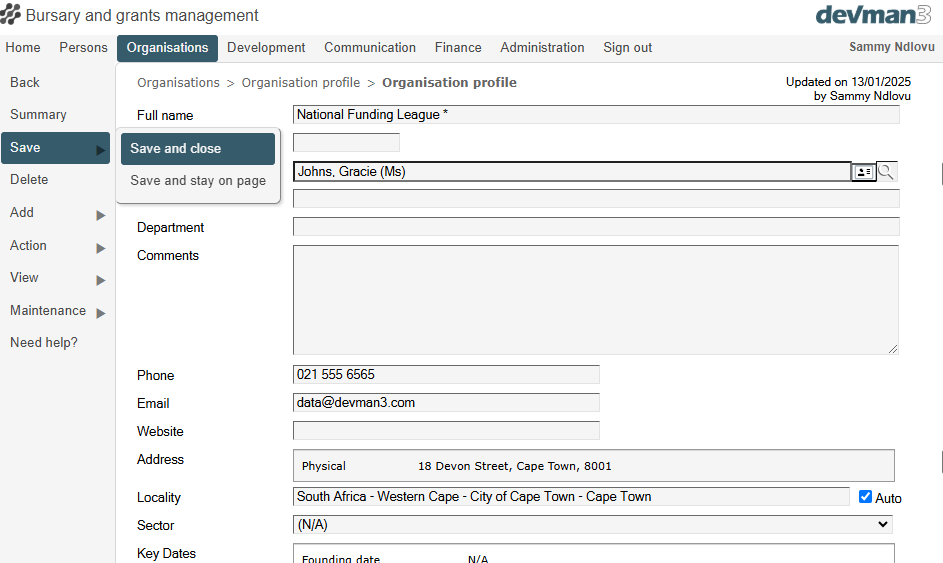 Bursary and grants management
devman3
Home Persons Organisations Development Communication Finance Administration Sign out Sammy Ndlovu
Back
Summary
Save
Delete
Add
Action
View
Maintenance
Need help?
Save and close
Save and stay on page
Organisations > Organisation profile > Organisation profile
Updated on 13/01/2025
by Sammy Ndlovu
Full name National Funding League *
Johns, Gracie (Ms)
Department
Comments
Phone 021 555 6565
Email data@devman3.com
Website
Address Physical 18 Devon Street, Cape Town, 8001
Locality South Africa - Western Cape - City of Cape Town - Cape Town Auto
Sector (N/A)
Key Dates Founding date N/A